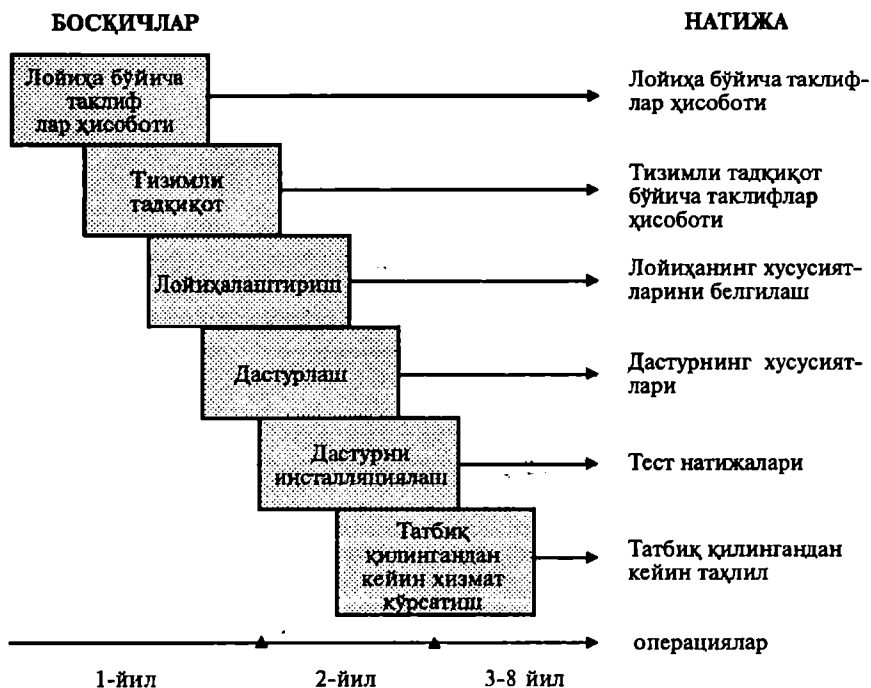 БОСҚИЧЛАР
НАТИЖА
Лойиҳа бўйича
таклиф
лар ҳисоботи
Лойиҳа бўйича таклиф-
лар ҳисоботи
Тизимли
тадқиқот
Тизимли тадқиқот
бўйича таклифлар
ҳисоботи
Лойиҳалаштириш
Лойиҳанинг хусусият-
ларини белгилаш
Дастурлаш
Дастурнинг хусусият-
лари
Дастурни
инсталляциялаш
Тест натижалари
Татбиқ
қилингандан
кейин хизмат
кўрсатиш
Татбиқ қилингандан
кейин таҳлил
операциялар
1-йил
2-йил
3-8 йил